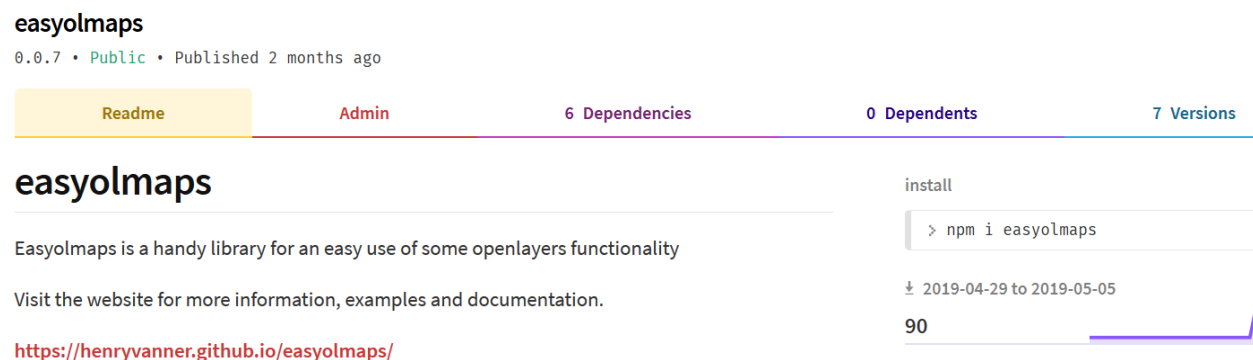 easyolmaps
0.0.7 • Public • Published 2 months ago
Readme
Admin
6 Dependencies
0 Dependents
7 Versions
easyolmaps
Easyolmaps is a handy library for an easy use of some openlayers functionality
Visit the website for more information, examples and documentation.
https://henryvanner.github.io/easyolmaps/
install
> npm i easyolmaps
2019-04-29 to 2019-05-05
90